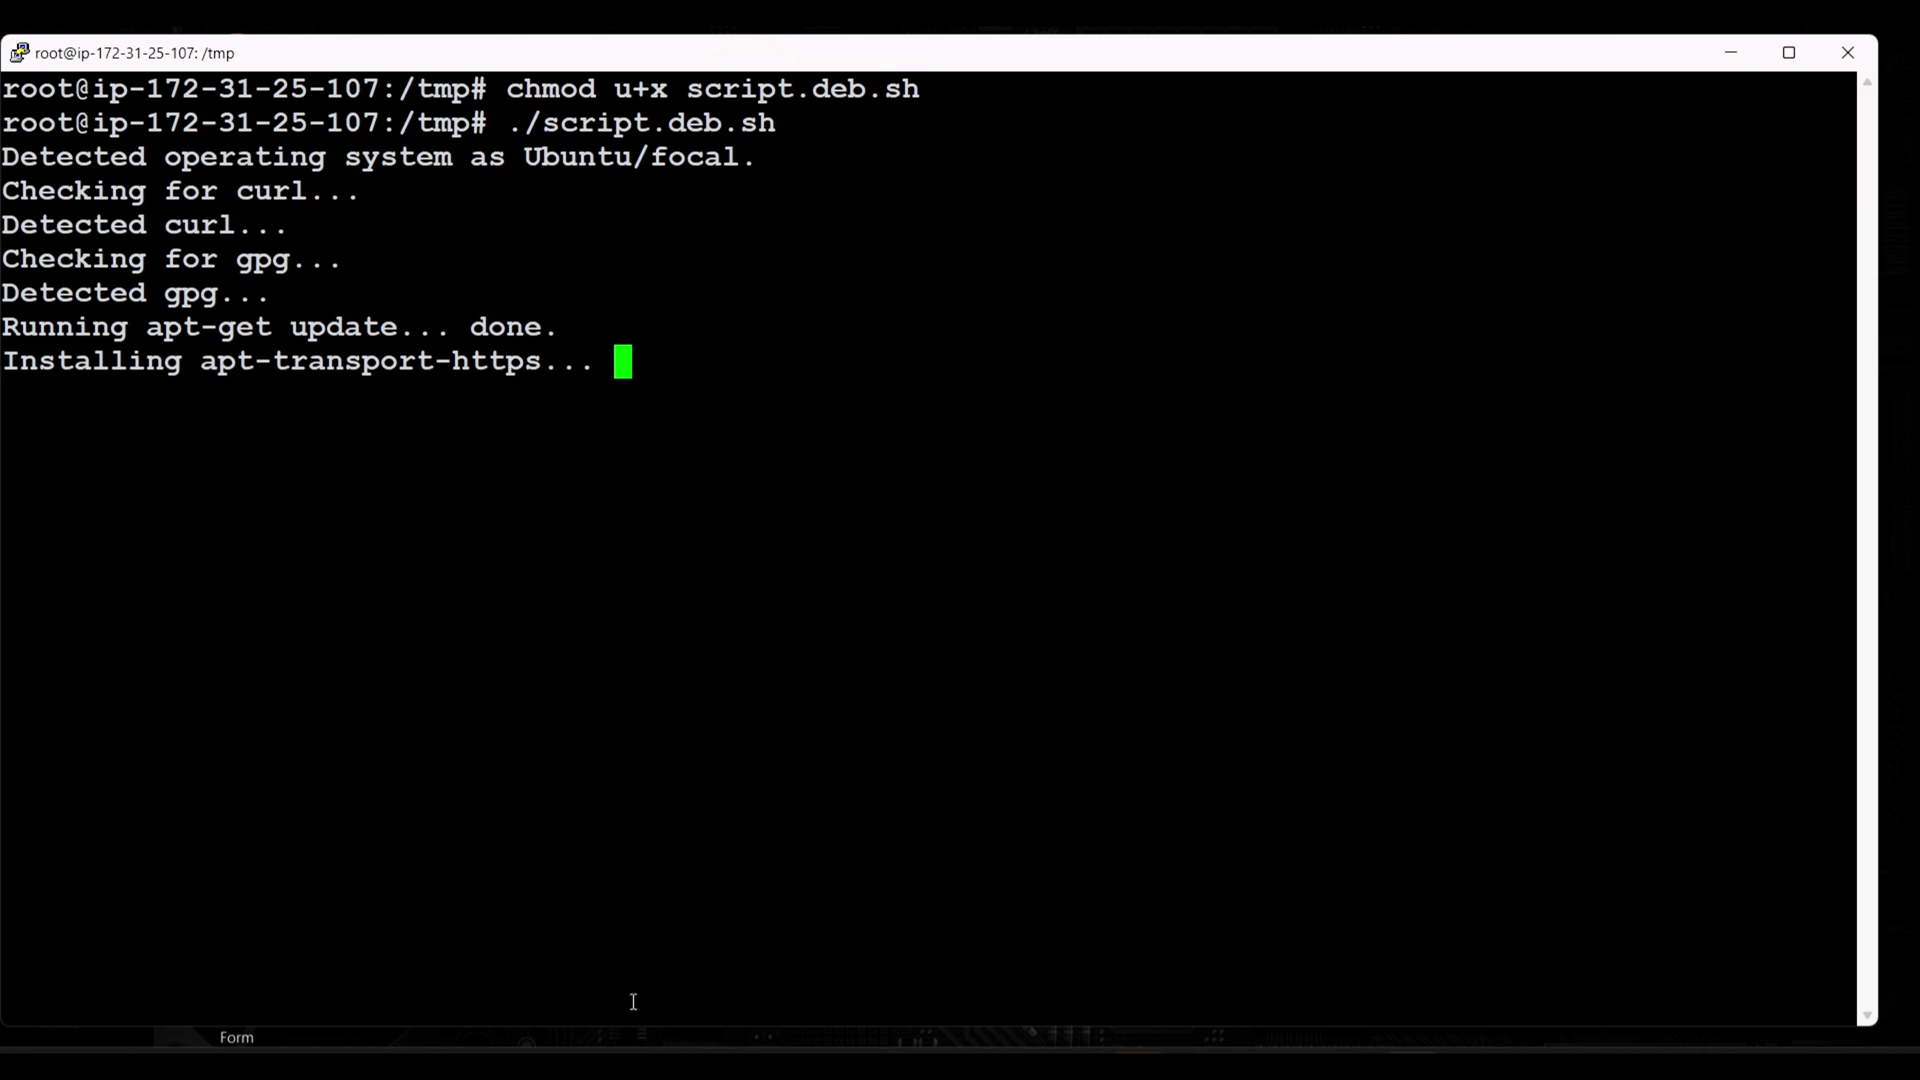 root@ip-172-31-25-107: /tmp
root@ip-172-31-25-107:/tmp# chmod u+x script.deb.sh
root@ip-172-31-25-107:/tmp# ./script.deb.sh
Detected operating system as Ubuntu/focal.
Checking for curl...
Detected curl...
Checking for gpg...
Detected gpg...
Running apt-get update... done.
Installing apt-transport-https...
Form